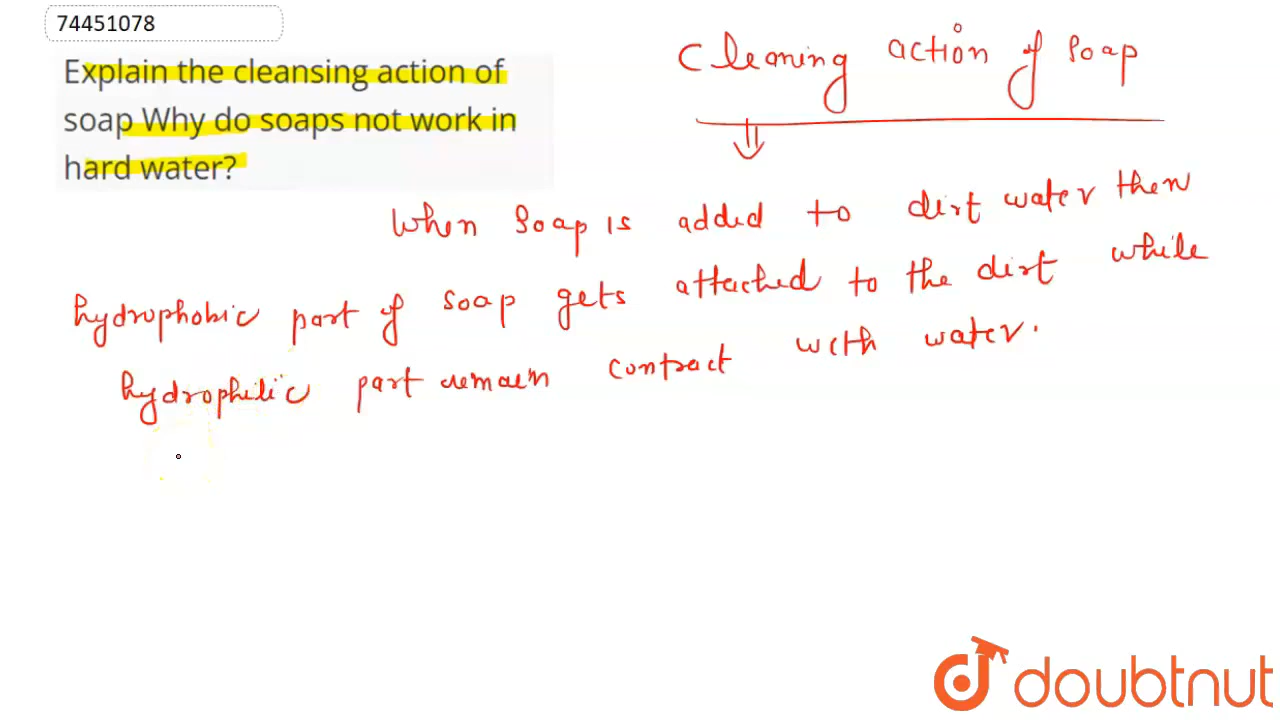 74451078
Explain the cleansing action of
soap Why do soaps not work in
hard water?
Cleaning action of soap
When soap is added to dirt water then
hydrophobic part of soap gets attached to the dirt while
hydrophilic part remain contract with water.
doubtnut